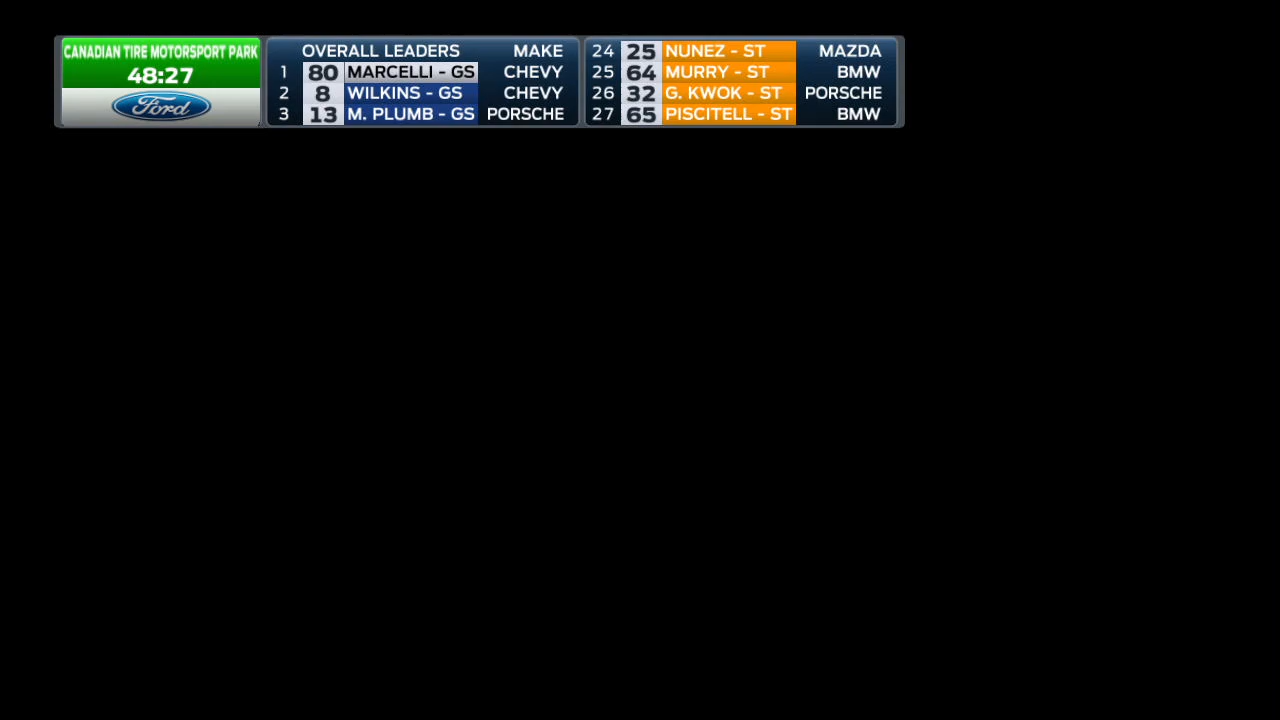 CANADIAN TIRE MOTORSPORT PARK
48:27
Ford
OVERALL LEADERS MAKE
1 80 MARCELLI - GS CHEVY
2 8 WILKINS - GS CHEVY
3 13 M. PLUMB - GS PORSCHE
24 25 NUNEZ - ST MAZDA
25 64 MURRY - ST BMW
26 32 G. KWOK - ST PORSCHE
27 65 PISCITELL - ST BMW